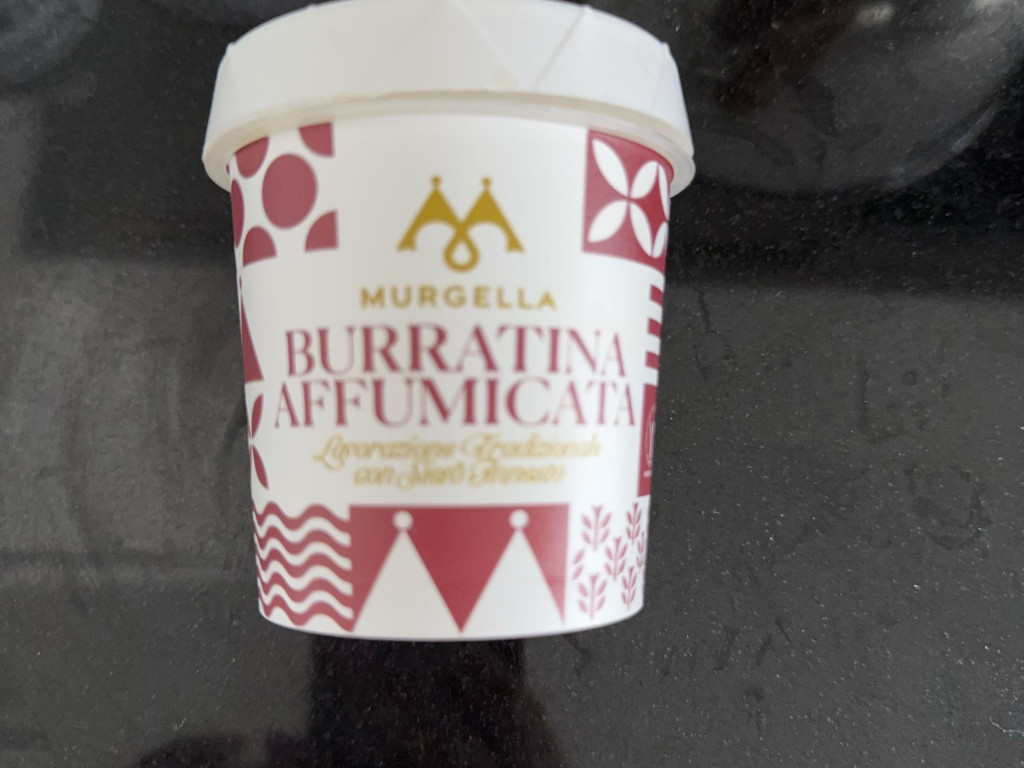 MURGELLA
BURRATINA
AFFUMICATA
Lavorazione Tradizionale
con Siero Innesto